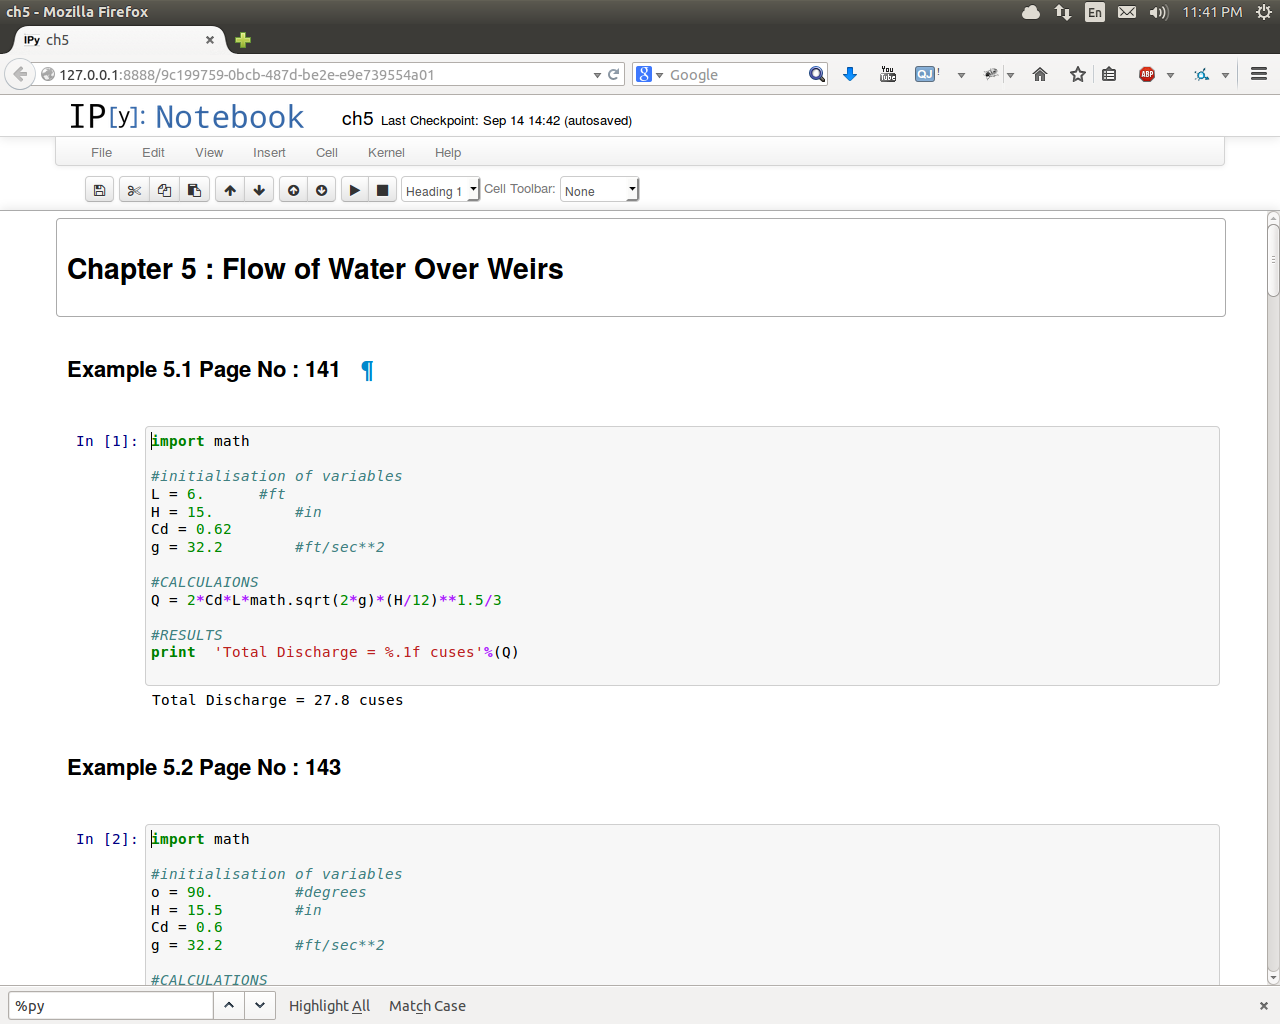 ch5 - Mozilla Firefox
En
11:41 PM
IPy ch5
127.0.0.1:8888/9c199759-0bcb-487d-be2e-e9e739554a01
8 Google
You Tube
QJ !
ABP
IP[y]: Notebook
ch5 Last Checkpoint: Sep 14 14:42 (autosaved)
File Edit View Insert Cell Kernel Help
Heading 1 Cell Toolbar: None
Chapter 5 : Flow of Water Over Weirs
Example 5.1 Page No : 141 ¶
In [1]: import math
#initialisation of variables
L = 6. #ft
H = 15. #in
Cd = 0.62
g = 32.2 #ft/sec**2
#CALCULAIONS
Q = 2*Cd*L*math.sqrt(2*g)*(H/12)**1.5/3
#RESULTS
print 'Total Discharge = %.1f cuses'%(Q)
Total Discharge = 27.8 cuses
Example 5.2 Page No : 143
In [2]: import math
#initialisation of variables
o = 90. #degrees
H = 15.5 #in
Cd = 0.6
g = 32.2 #ft/sec**2
#CALCULATIONS
%py
Highlight All Match Case